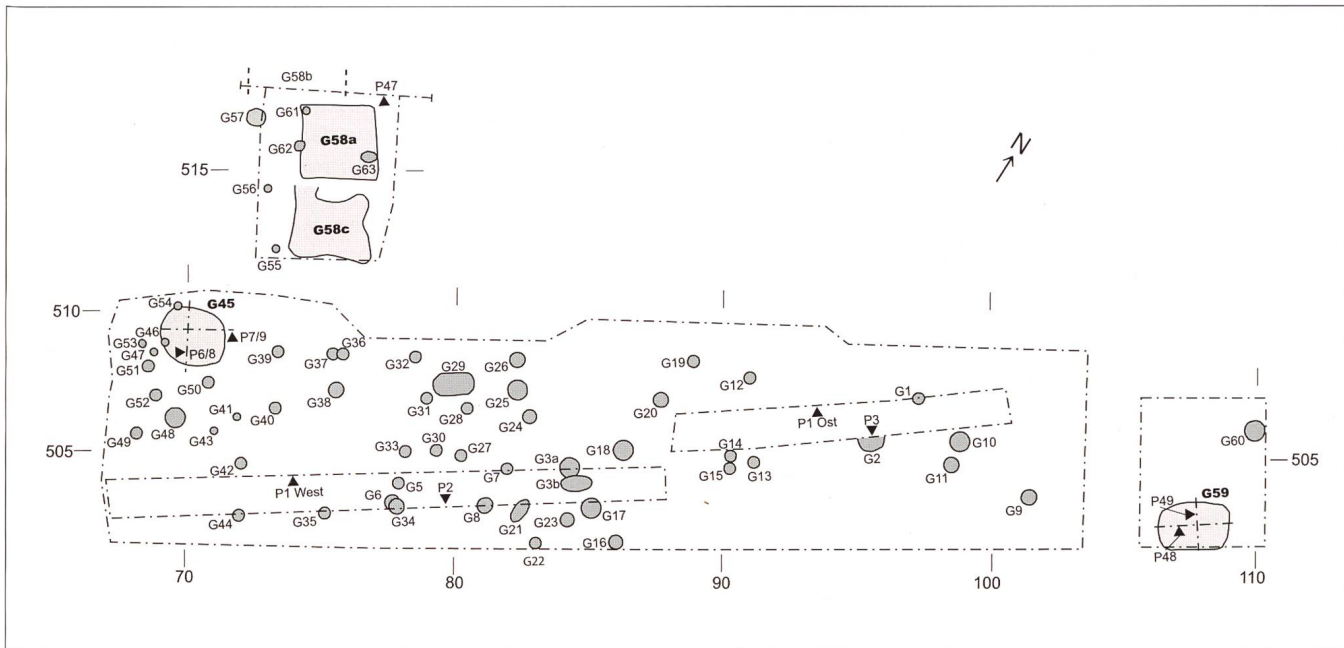 G58b
P47
G57
G61
G58a
G62
G63
515
G56
G58c
G55
N
G54
G45
510
G53
G46
P7/9
G47
P6/8
G51
G39
G37
G36
G32
G29
G26
G19
G12
G50
G52
G38
G31
G28
G25
G20
G1
G41
G40
G24
P1 Ost
P3
G49
G48
G43
G60
505
G42
G33
G30
G27
G18
G14
G2
G10
505
G7
G3a
G15
G13
G11
P1 West
G5
P2
G3b
G59
P49
G6
G44
G35
G34
G8
G21
G23
G17
G9
G22
G16
P48
70
80
90
100
110